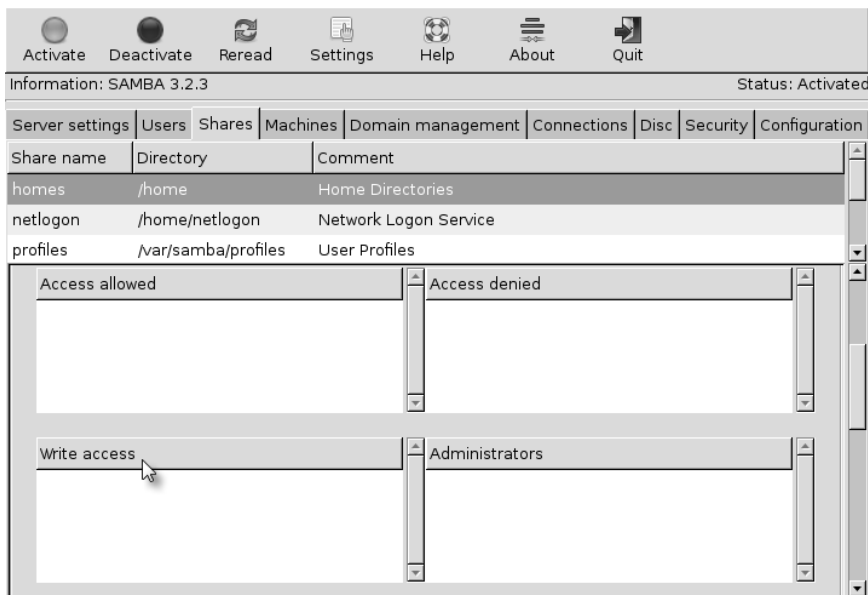 Activate Deactivate Reread Settings Help About Quit
Information: SAMBA 3.2.3 Status: Activated
Server settings Users Shares Machines Domain management Connections Disc Security Configuration
Share name Directory Comment
homes /home Home Directories
netlogon /home/netlogon Network Logon Service
profiles /var/samba/profiles User Profiles
Access allowed Access denied
Write access Administrators